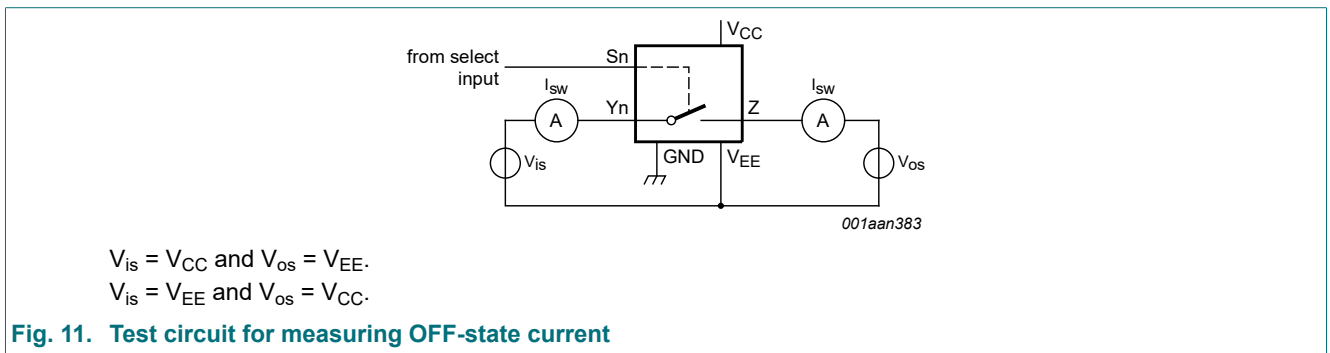 VCC
from select
input
Sn
Isw
Yn
Z
Isw
A
A
GND
VEE
Vis
Vos
001aan383
Vis = VCC and Vos = VEE.
Vis = VEE and Vos = VCC.
Fig. 11. Test circuit for measuring OFF-state current